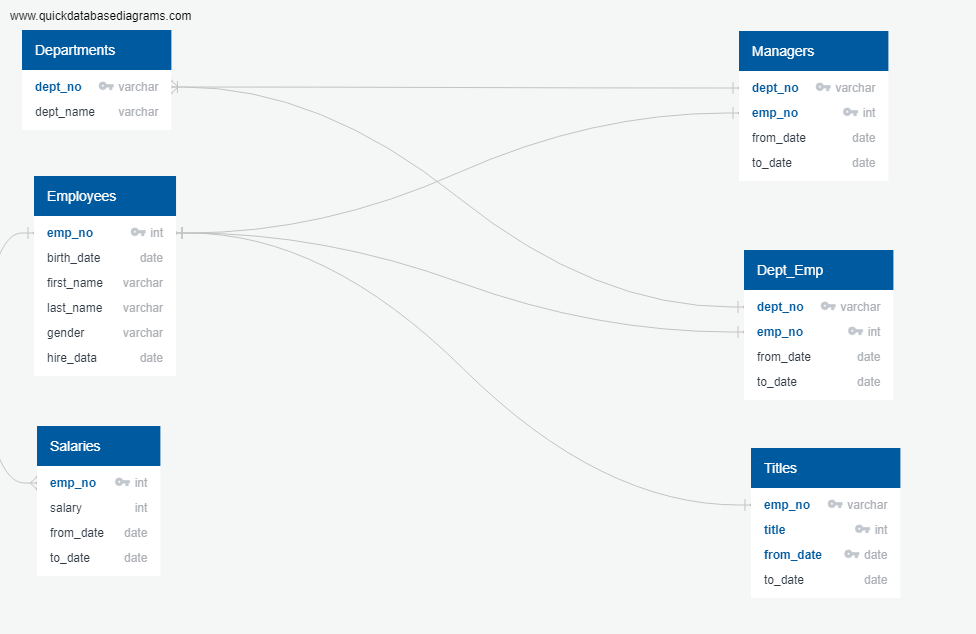 www.quickdatabasediagrams.com
Departments
dept_no varchar
dept_name varchar
Employees
emp_no int
birth_date date
first_name varchar
last_name varchar
gender varchar
hire_data date
Salaries
emp_no int
salary int
from_date date
to_date date
Managers
dept_no varchar
emp_no int
from_date date
to_date date
Dept_Emp
dept_no varchar
emp_no int
from_date date
to_date date
Titles
emp_no varchar
title int
from_date date
to_date date